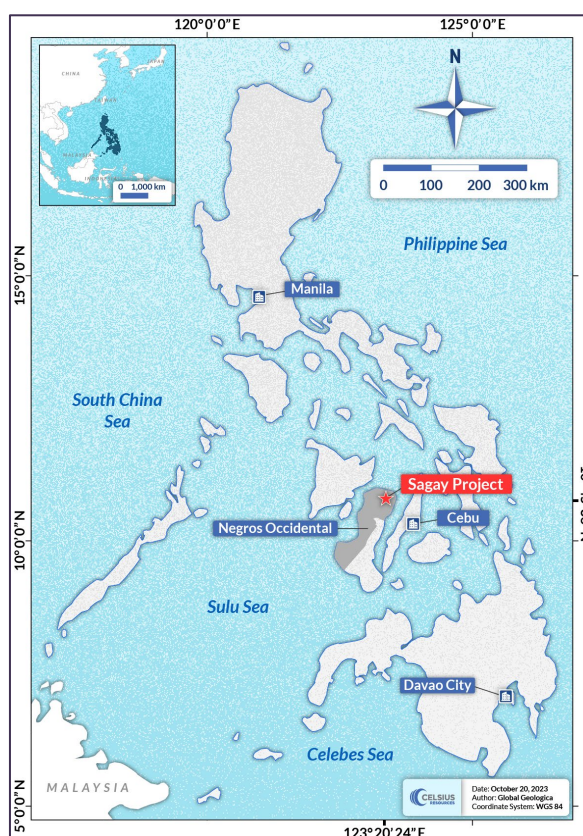 120°0'0"E
125°0'0"E
CHINA
JAPAN
TAIWAN
MALAYSIA
0 1,000 km
N
0 100 200 300 km
Philippine Sea
15°0'0"N
Manila
South China
Sea
Sagay Project
Negros Occidental
Cebu
10°0'0"N
Sulu Sea
Davao City
Celebes Sea
MALAYSIA
CELSIUS
RESOURCES
Date: October 20, 2023
Author: Global Geologica
Coordinate System: WGS 84
5°0'0"N
123°20'24"E